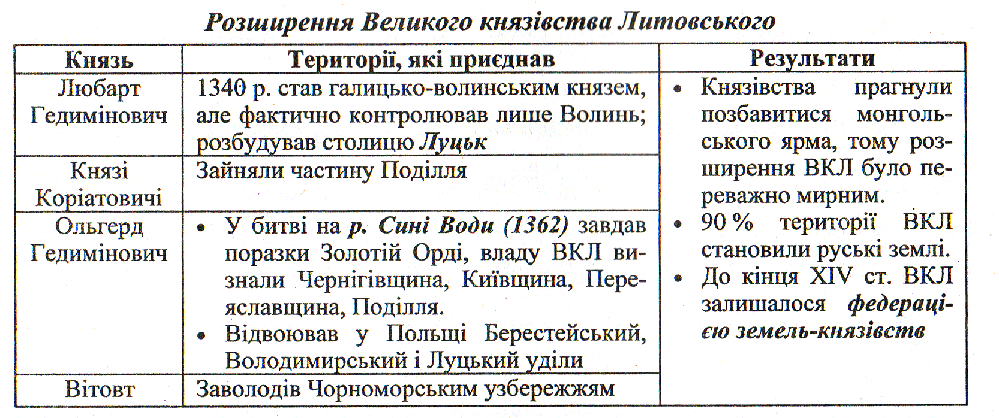 Розширення Великого князівства Литовського
Князь
Території, які приєднав
Результати
Любарт
Гедимінович
1340 р. став галицько-волинським князем,
але фактично контролював лише Волинь;
розбудував столицю Луцьк
Князі
Коріатовичі
Зайняли частину Поділля
Ольгерд
Гедимінович
• У битві на р. Сині Води (1362) завдав
поразки Золотій Орді, владу ВКЛ ви-
знали Чернігівщина, Київщина, Пере-
яславщина, Поділля.
• Відвоював у Польщі Берестейський,
Володимирський і Луцький уділи
Вітовт
Заволодів Чорноморським узбережжям
• Князівства прагнули
позбавитися монголь-
ського ярма, тому роз-
ширення ВКЛ було пе-
реважно мирним.
• 90 % території ВКЛ
становили руські землі.
• До кінця XIV ст. ВКЛ
залишалося федераці-
єю земель-князівств